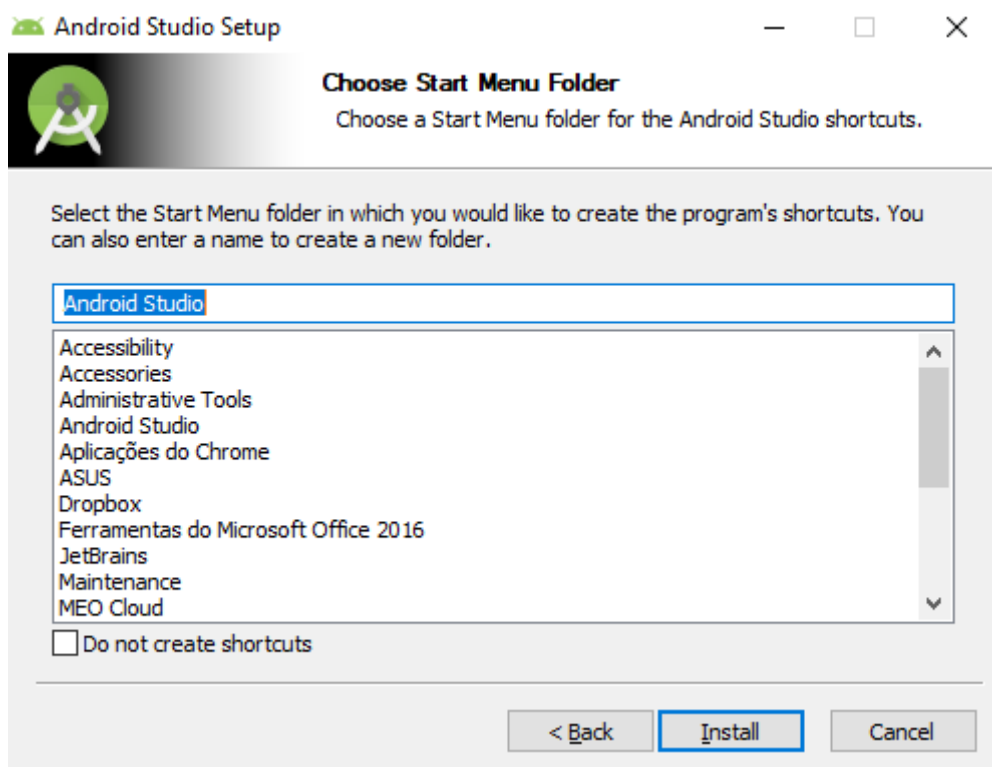 Android Studio Setup
Choose Start Menu Folder
Choose a Start Menu folder for the Android Studio shortcuts.
Select the Start Menu folder in which you would like to create the program's shortcuts. You
can also enter a name to create a new folder.
Android Studio
Accessibility
Accessories
Administrative Tools
Android Studio
Aplicações do Chrome
ASUS
Dropbox
Ferramentas do Microsoft Office 2016
JetBrains
Maintenance
MEO Cloud
Do not create shortcuts
< Back
Install
Cancel